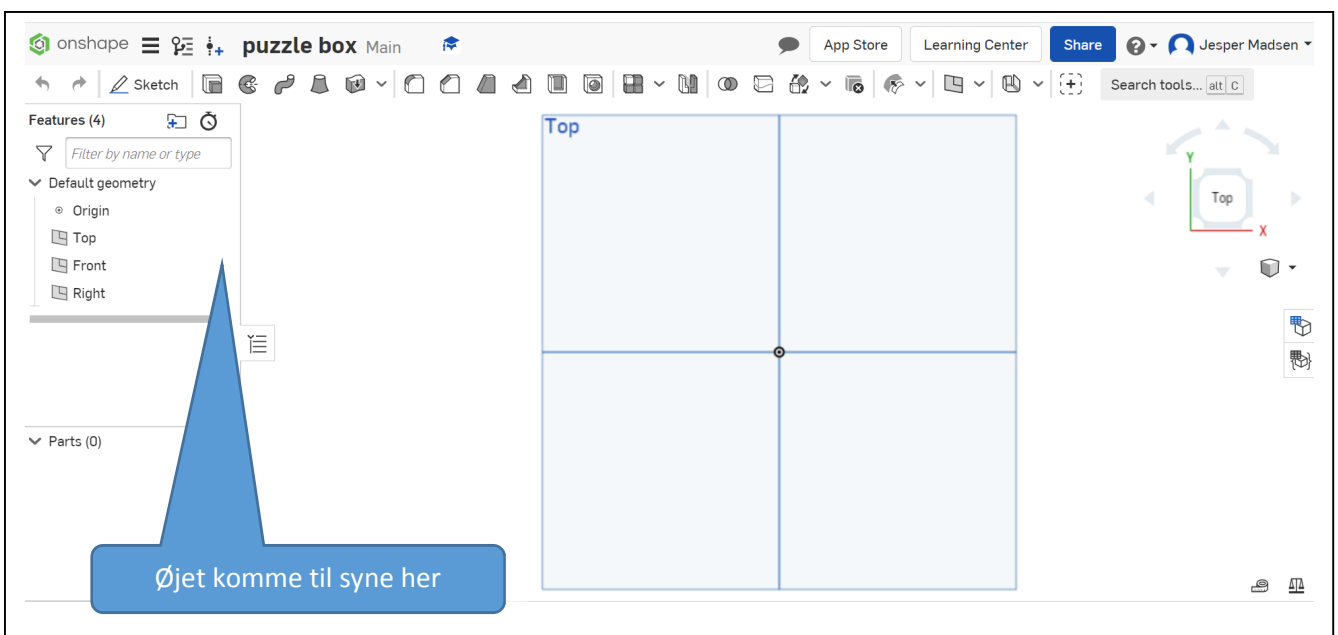 onshape puzzle box Main App Store Learning Center Share Jesper Madsen
Sketch Search tools... alt C
Features (4)
Filter by name or type
Default geometry
Origin
Top
Front
Right
Parts (0)
Top
Y
Top
X
Øjet komme til syne her